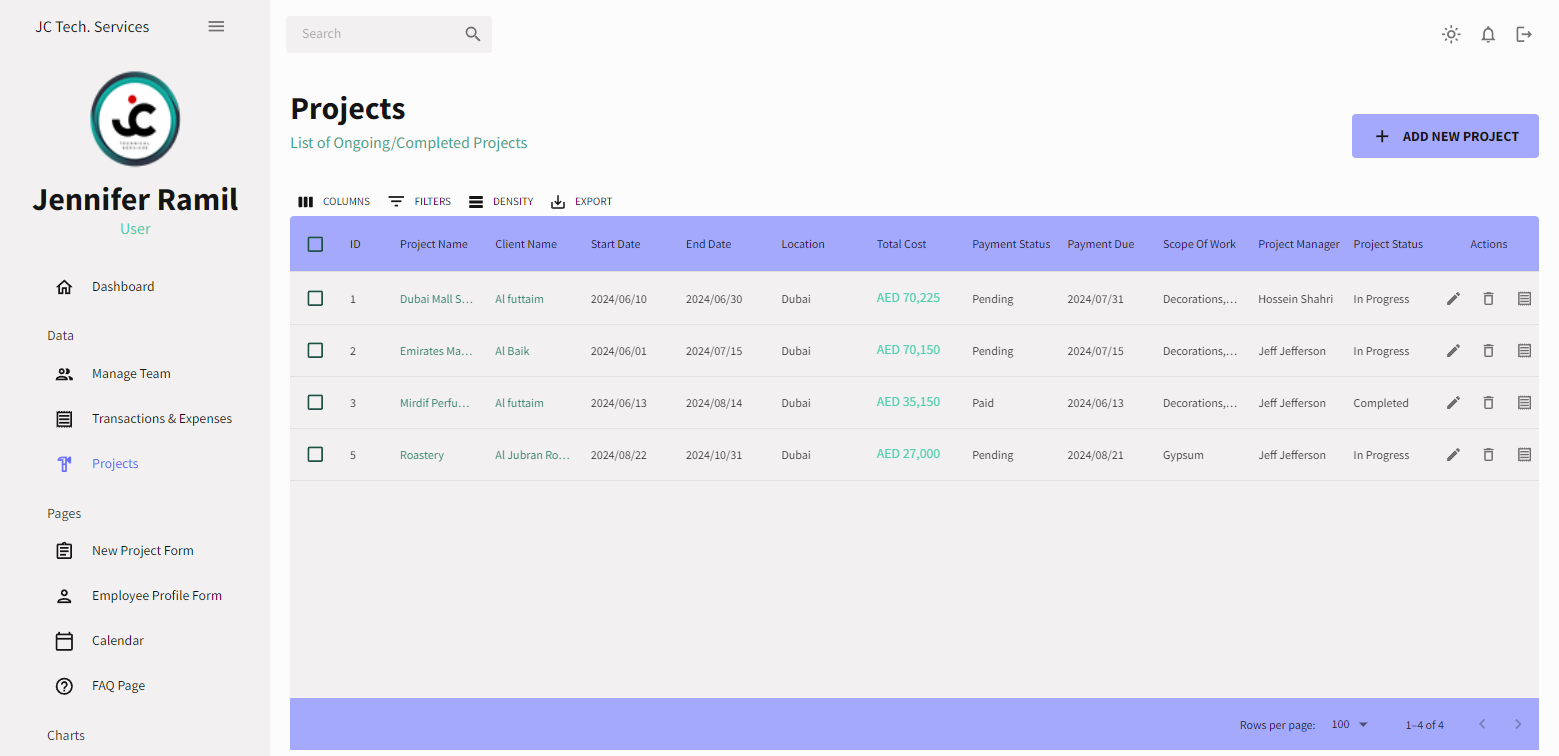 JC Tech. Services
Search
JC
TECHNICAL
SERVICES
Jennifer Ramil
User
Dashboard
Data
Manage Team
Transactions & Expenses
Projects
Pages
New Project Form
Employee Profile Form
Calendar
FAQ Page
Charts
Projects
List of Ongoing/Completed Projects
ADD NEW PROJECT
COLUMNS FILTERS DENSITY EXPORT
ID Project Name Client Name Start Date End Date Location Total Cost Payment Status Payment Due Scope Of Work Project Manager Project Status Actions
1 Dubai Mall S... Al futtaim 2024/06/10 2024/06/30 Dubai AED 70,225 Pending 2024/07/31 Decorations,... Hossein Shahri In Progress
2 Emirates Ma... Al Baik 2024/06/01 2024/07/15 Dubai AED 70,150 Pending 2024/07/15 Decorations,... Jeff Jefferson In Progress
3 Mirdif Perfu... Al futtaim 2024/06/13 2024/08/14 Dubai AED 35,150 Paid 2024/06/13 Decorations,... Jeff Jefferson Completed
5 Roastery Al Jubran Ro... 2024/08/22 2024/10/31 Dubai AED 27,000 Pending 2024/08/21 Gypsum Jeff Jefferson In Progress
Rows per page: 100 1–4 of 4